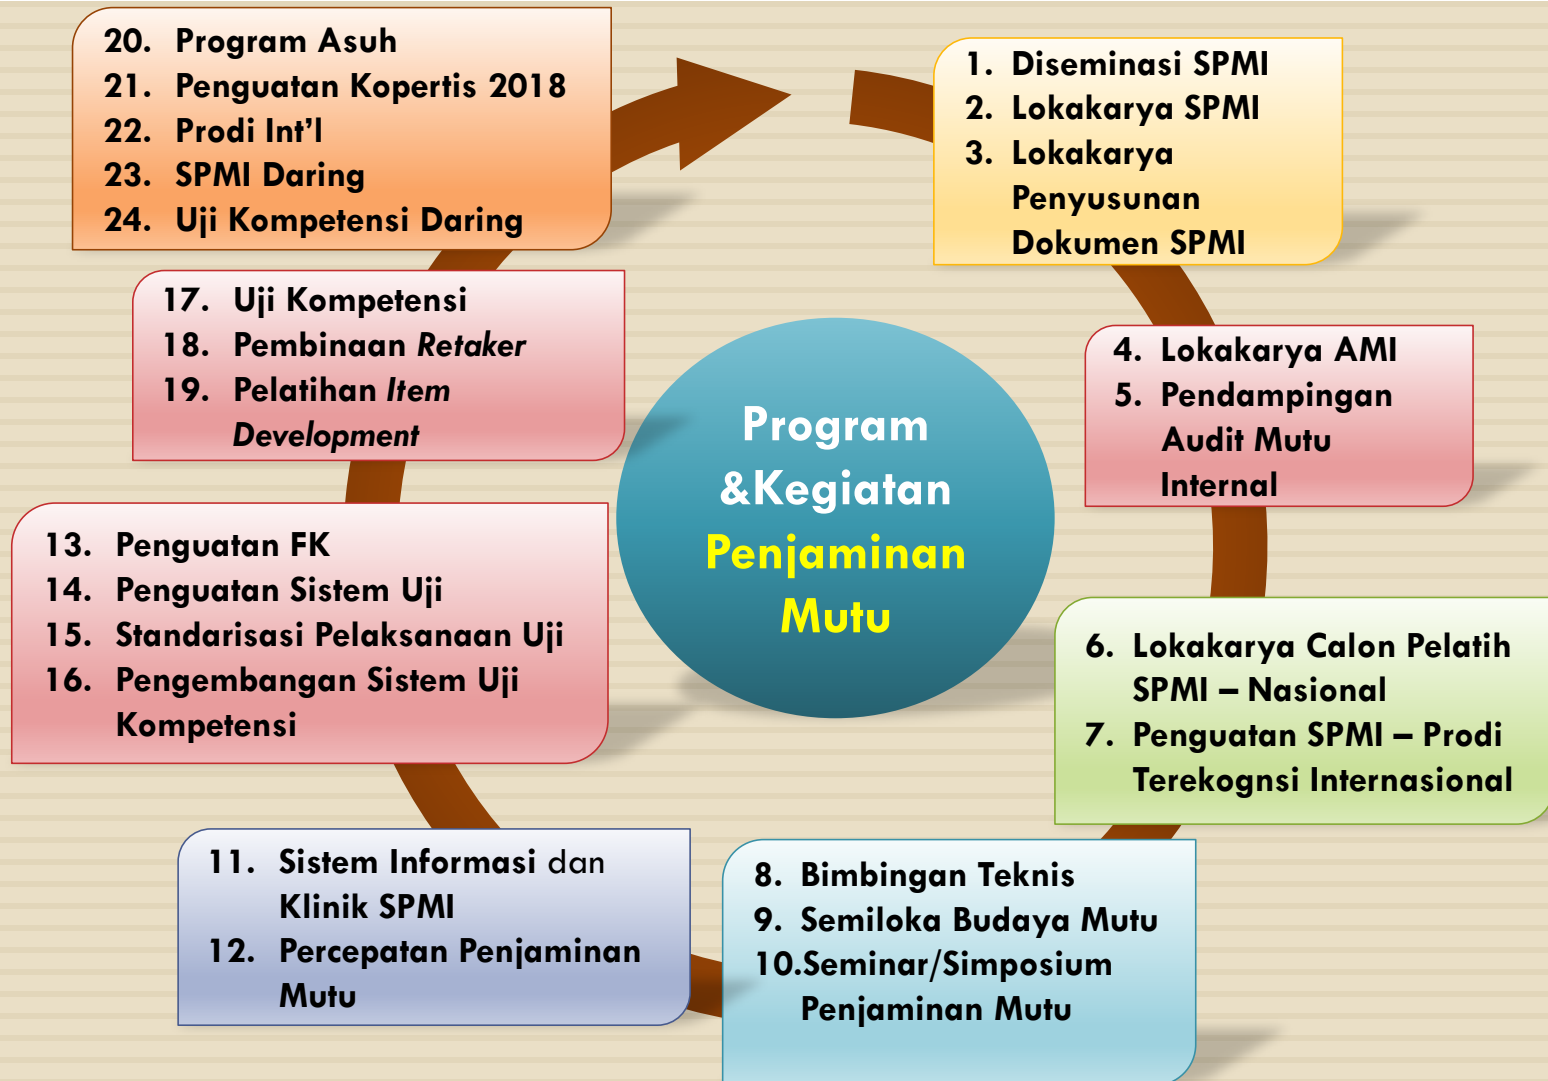 1. Diseminasi SPMI
2. Lokakarya SPMI
3. Lokakarya
Penyusunan
Dokumen SPMI
4. Lokakarya AMI
5. Pendampingan
Audit Mutu
Internal
6. Lokakarya Calon Pelatih
SPMI – Nasional
7. Penguatan SPMI – Prodi
Terekognsi Internasional
8. Bimbingan Teknis
9. Semiloka Budaya Mutu
10.Seminar/Simposium
Penjaminan Mutu
11. Sistem Informasi dan
Klinik SPMI
12. Percepatan Penjaminan
Mutu
13. Penguatan FK
14. Penguatan Sistem Uji
15. Standarisasi Pelaksanaan Uji
16. Pengembangan Sistem Uji
Kompetensi
17. Uji Kompetensi
18. Pembinaan Retaker
19. Pelatihan Item
Development
20. Program Asuh
21. Penguatan Kopertis 2018
22. Prodi Int’l
23. SPMI Daring
24. Uji Kompetensi Daring
Program
&Kegiatan
Penjaminan
Mutu